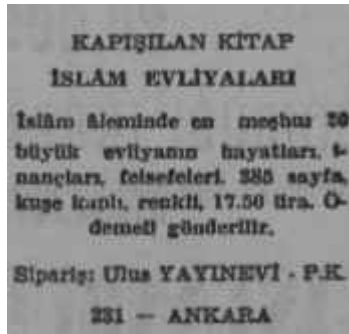 KAPIŞILAN KİTAP
İSLÂM EVLİYALARI
İslâm âleminde en meşhur 20
büyük evliyanın hayatları, i-
nançları, felsefeleri. 385 sayfa,
kuşe kaplı, renkli, 17.50 lira. Ö-
demeli gönderilir.
Sipariş: Ulus YAYINEVİ - P.K.
231 — ANKARA